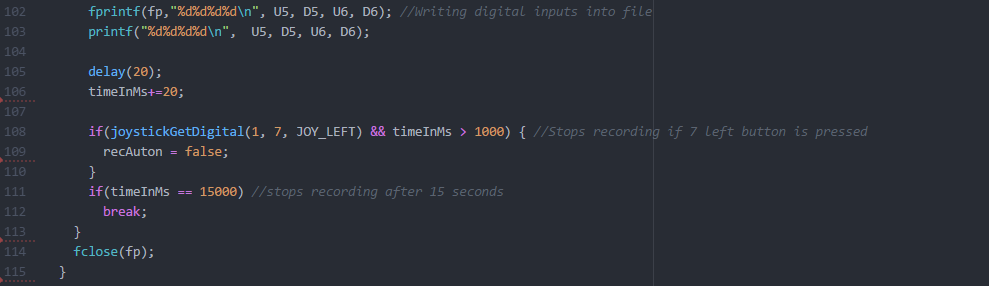 102 fprintf(fp,"%d%d%d%d\n", U5, D5, U6, D6); //Writing digital inputs into file
103 printf("%d%d%d%d\n",  U5, D5, U6, D6);
104
105 delay(20);
106 timeInMs+=20;
107
108 if(joystickGetDigital(1, 7, JOY_LEFT) && timeInMs > 1000) { //Stops recording if 7 left button is pressed
109 recAuton = false;
110 }
111 if(timeInMs == 15000) //stops recording after 15 seconds
112 break;
113 }
114 fclose(fp);
115 }